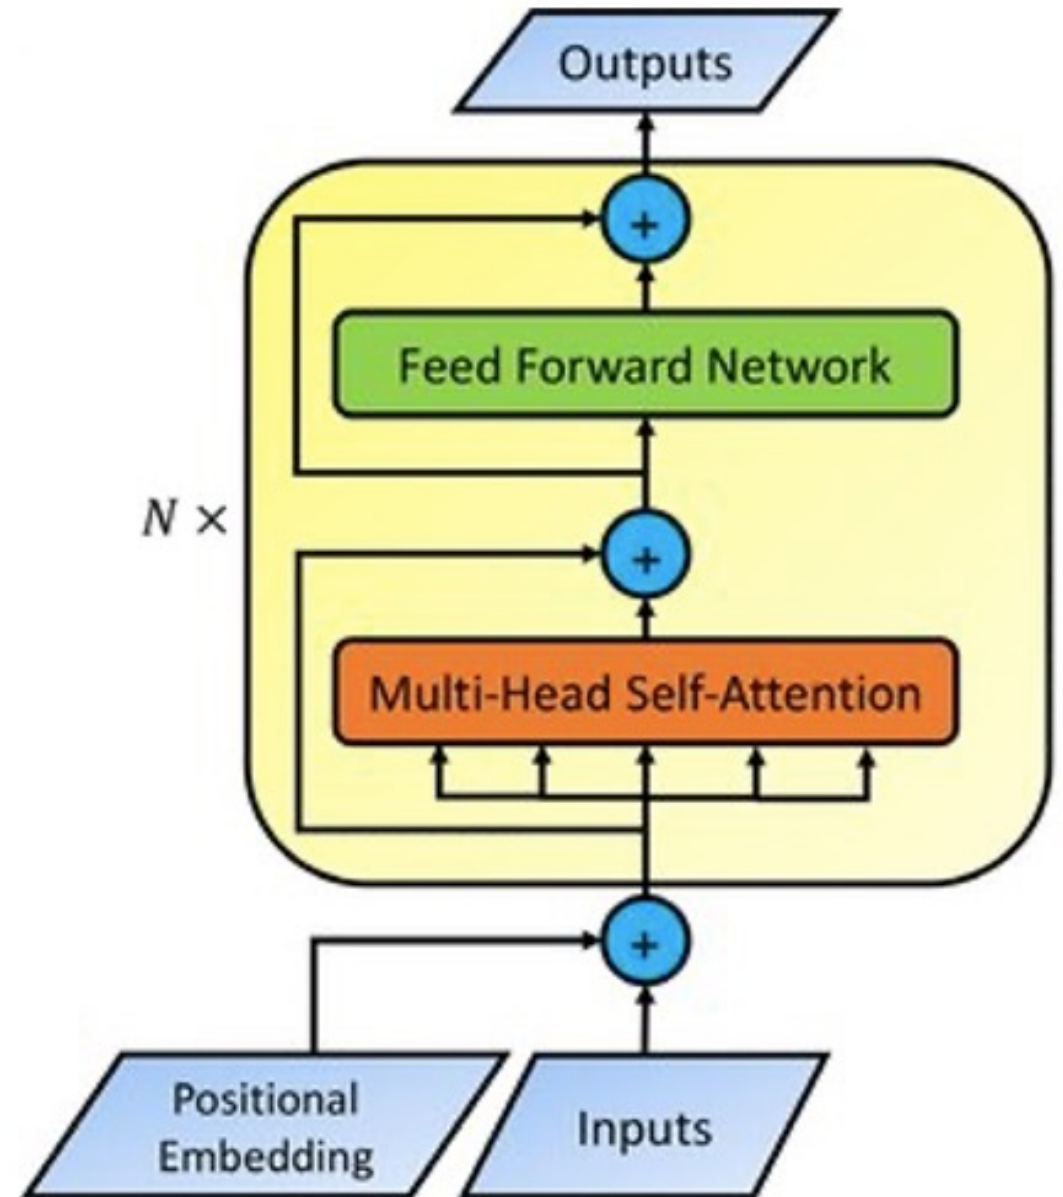 Outputs
+
Feed Forward Network
N ×
+
Multi-Head Self-Attention
+
Positional
Embedding
Inputs